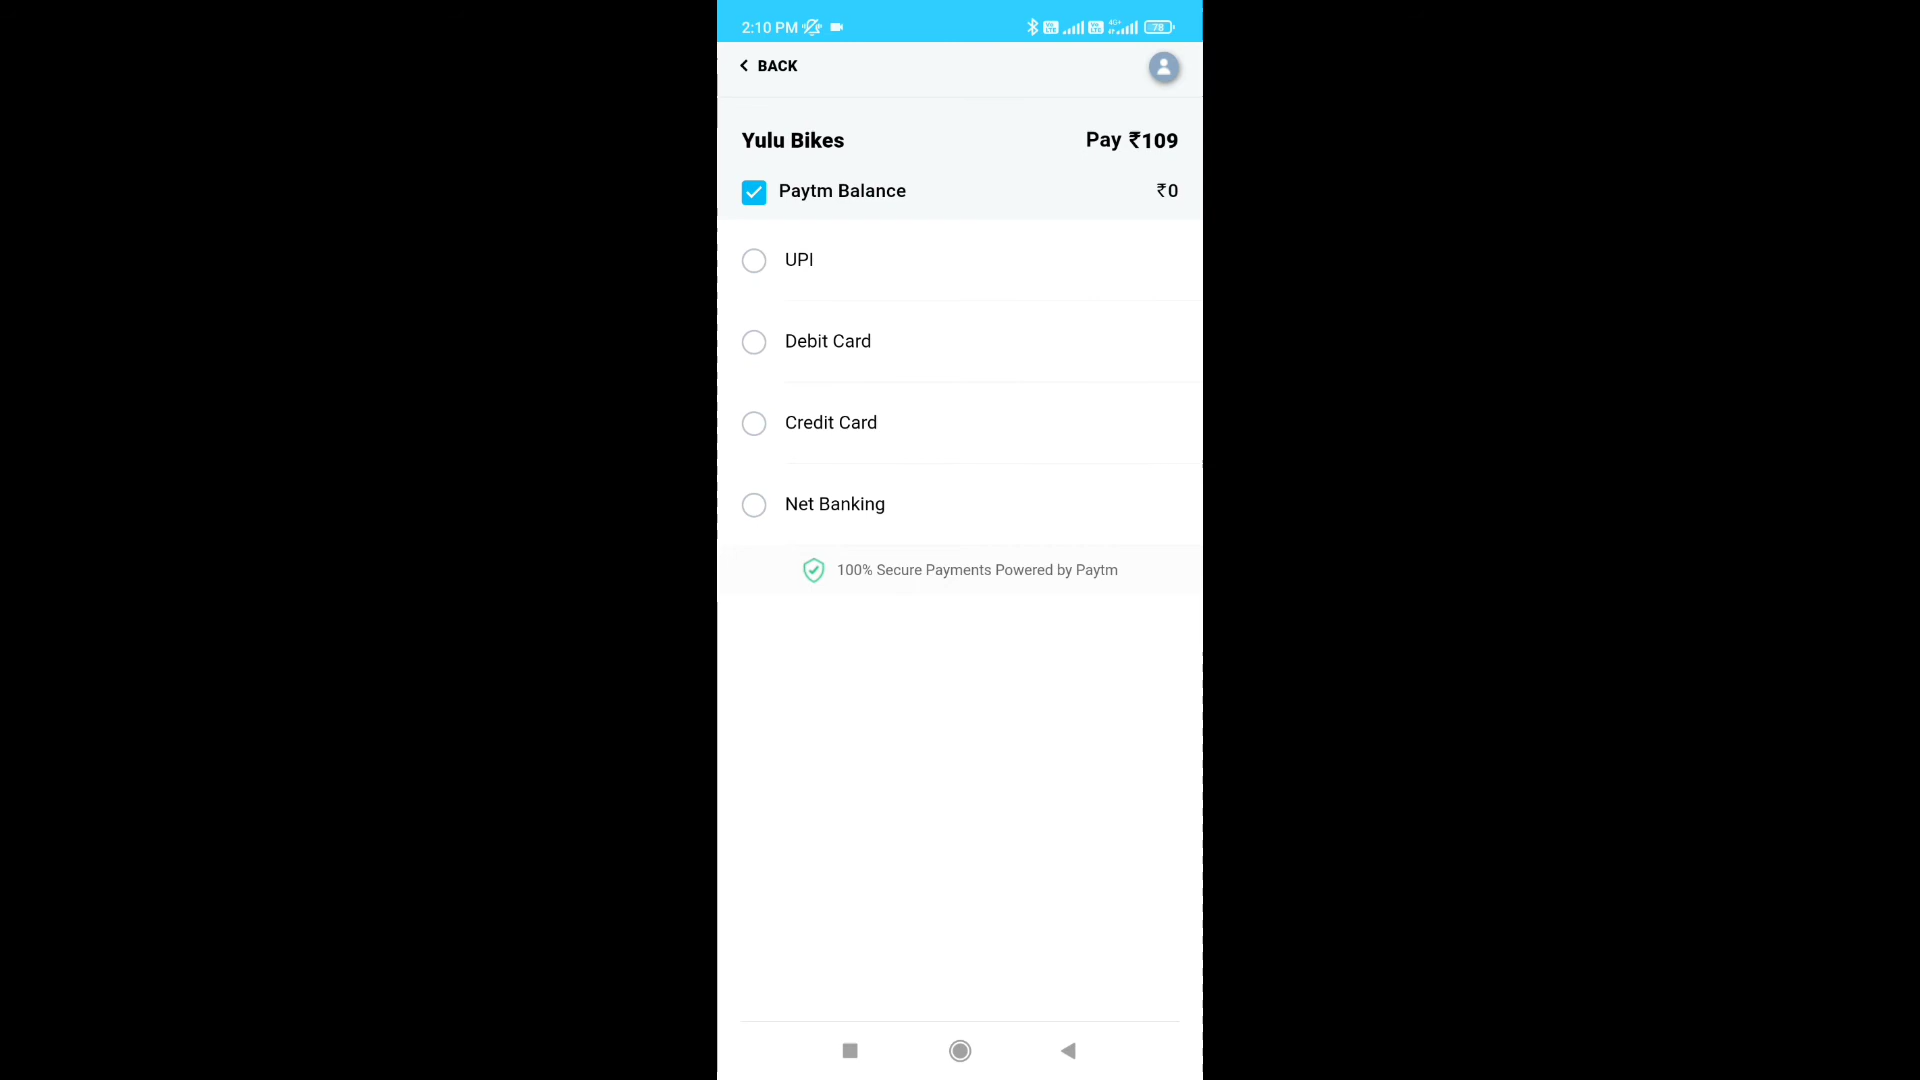 2:10 PM 78
BACK
Yulu Bikes Pay ₹109
Paytm Balance ₹0
UPI
Debit Card
Credit Card
Net Banking
100% Secure Payments Powered by Paytm